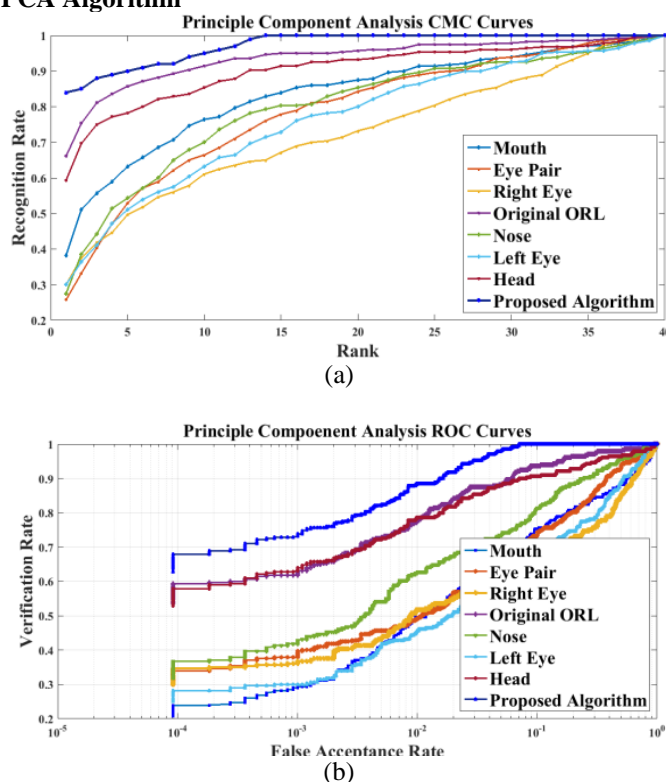 PCA Algorithm
Principle Component Analysis CMC Curves
1
0.9
0.8
0.7
0.6
0.5
0.4
0.3
0.2
Recognition Rate
Mouth
Eye Pair
Right Eye
Original ORL
Nose
Left Eye
Head
Proposed Algorithm
0 5 10 15 20 25 30 35 40
Rank
(a)
Principle Compoenent Analysis ROC Curves
1
0.9
0.8
0.7
0.6
0.5
0.4
0.3
0.2
Verification Rate
Mouth
Eye Pair
Right Eye
Original ORL
Nose
Left Eye
Head
Proposed Algorithm
10-5 10-4 10-3 10-2 10-1 100
False Acceptance Rate
(b)